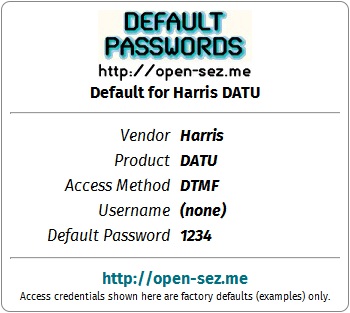 DEFAULT
PASSWORDS
http://open-sez.me
Default for Harris DATU
Vendor Harris
Product DATU
Access Method DTMF
Username (none)
Default Password 1234
http://open-sez.me
Access credentials shown here are factory defaults (examples) only.